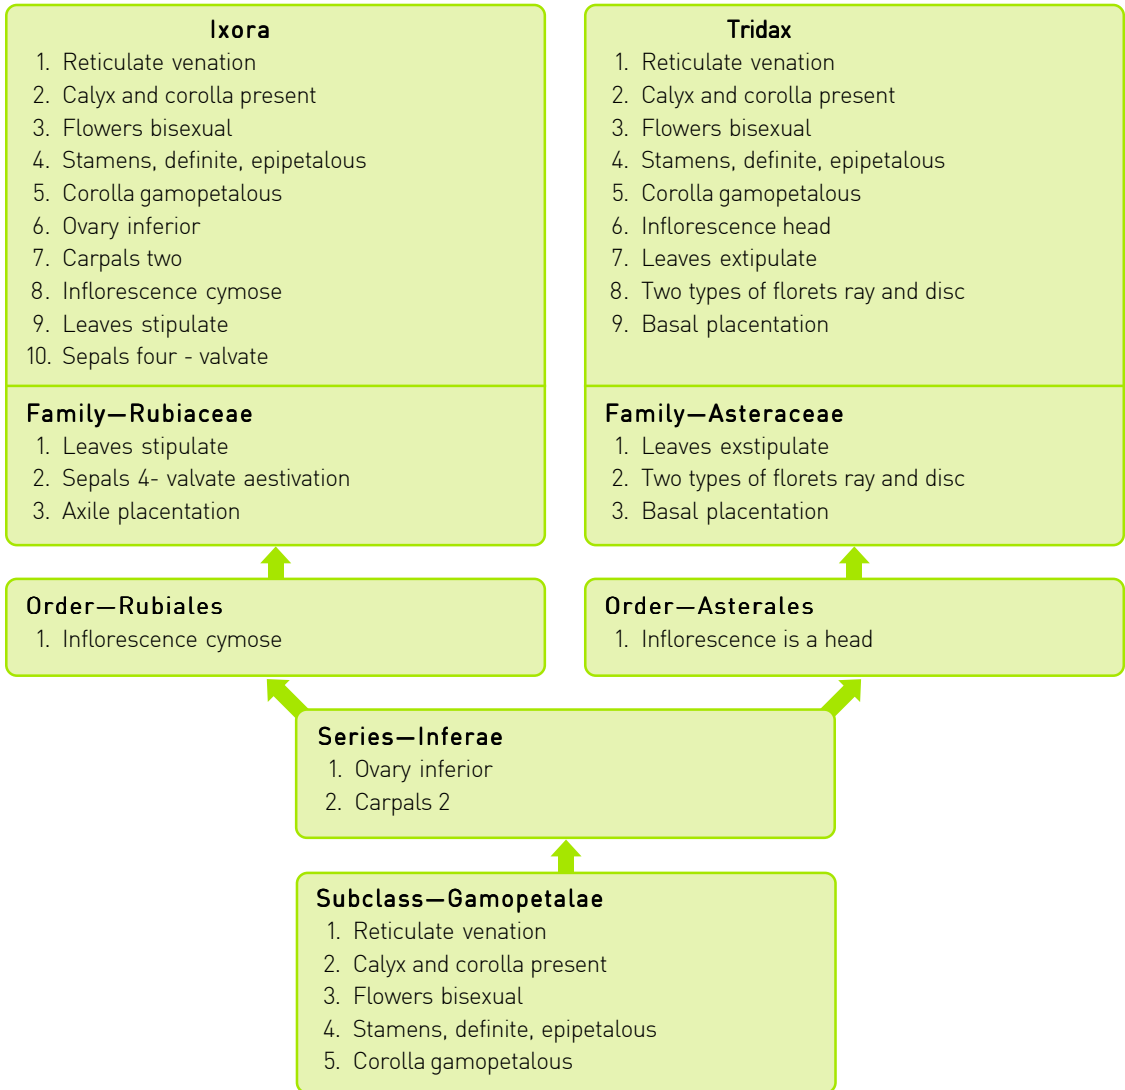 Ixora
1. Reticulate venation
2. Calyx and corolla present
3. Flowers bisexual
4. Stamens, definite, epipetalous
5. Corolla gamopetalous
6. Ovary inferior
7. Carpals two
8. Inflorescence cymose
9. Leaves stipulate
10. Sepals four - valvate
Family—Rubiaceae
1. Leaves stipulate
2. Sepals 4- valvate aestivation
3. Axile placentation
Order—Rubiales
1. Inflorescence cymose
Tridax
1. Reticulate venation
2. Calyx and corolla present
3. Flowers bisexual
4. Stamens, definite, epipetalous
5. Corolla gamopetalous
6. Inflorescence head
7. Leaves extipulate
8. Two types of florets ray and disc
9. Basal placentation
Family—Asteraceae
1. Leaves exstipulate
2. Two types of florets ray and disc
3. Basal placentation
Order—Asterales
1. Inflorescence is a head
Series—Inferae
1. Ovary inferior
2. Carpals 2
Subclass—Gamopetalae
1. Reticulate venation
2. Calyx and corolla present
3. Flowers bisexual
4. Stamens, definite, epipetalous
5. Corolla gamopetalous